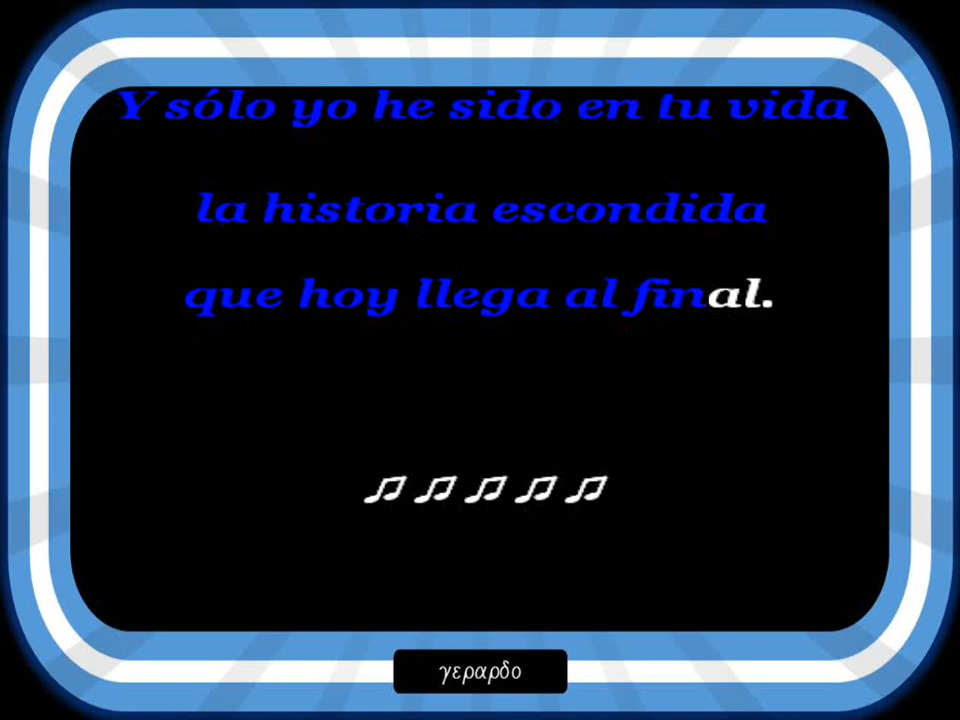 Y sólo yo he sido en tu vida
la historia escondida
que hoy llega al final.
♫ ♫ ♫ ♫ ♫
γεραρδο